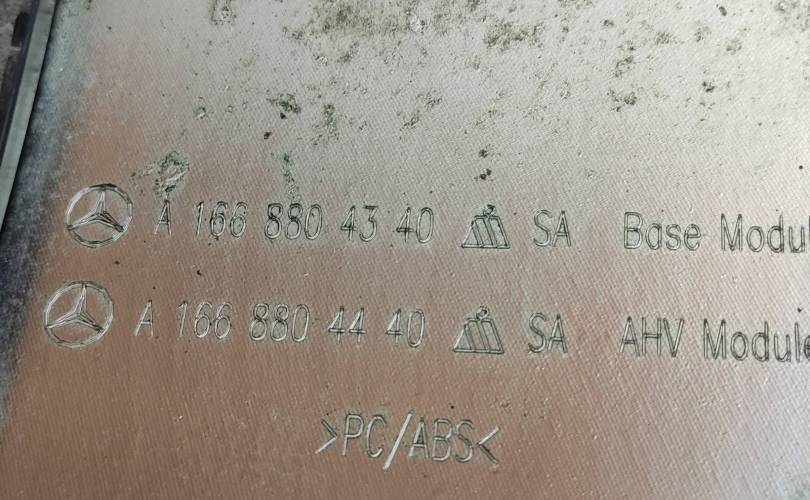 A 166 880 43 40 SA Base Modul
A 166 880 44 40 SA AHV Module
>PC/ABS<